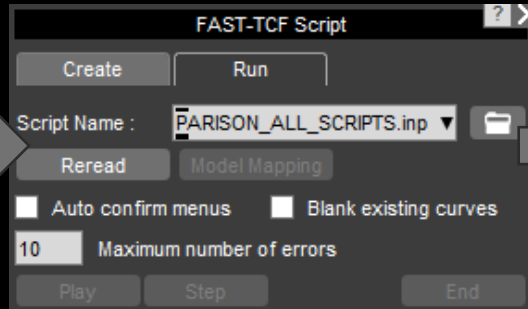 FAST-TCF Script
?
Create Run
Script Name : PARISON_ALL_SCRIPTS.inp
Reread Model Mapping
Auto confirm menus Blank existing curves
10 Maximum number of errors
Play Step End